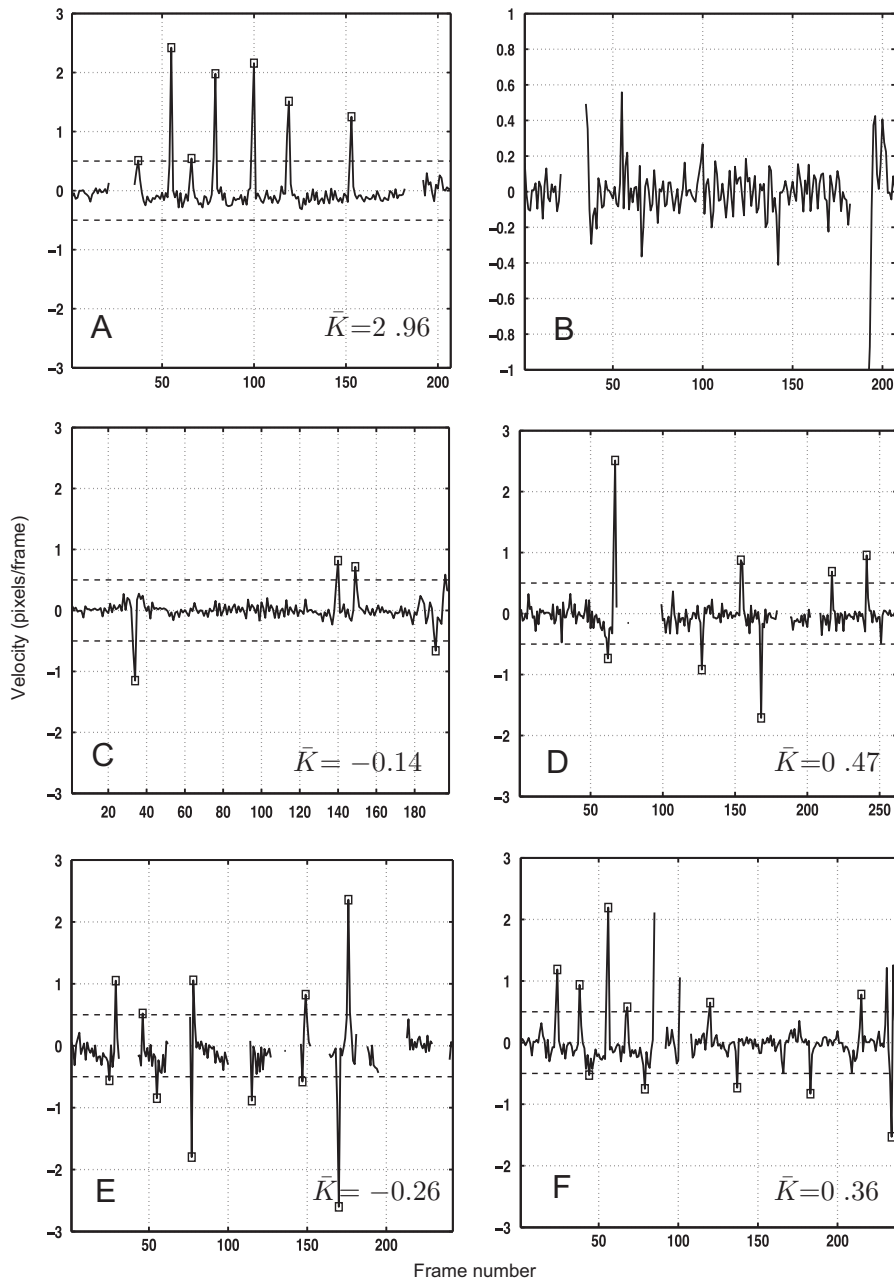 3
2
1
0
−1
−2
−3
50 100 150 200
A
K̄=2 .96
1
0.8
0.6
0.4
0.2
0
−0.2
−0.4
−0.6
−0.8
−1
50 100 150 200
B
3
2
1
0
−1
−2
−3
20 40 60 80 100 120 140 160 180
C
K̄= −0.14
3
2
1
0
−1
−2
−3
50 100 150 200 250
D
K̄=0 .47
Velocity (pixels/frame)
3
2
1
0
−1
−2
−3
50 100 150 200
E
K̄= −0.26
3
2
1
0
−1
−2
−3
50 100 150 200
F
K̄=0 .36
Frame number